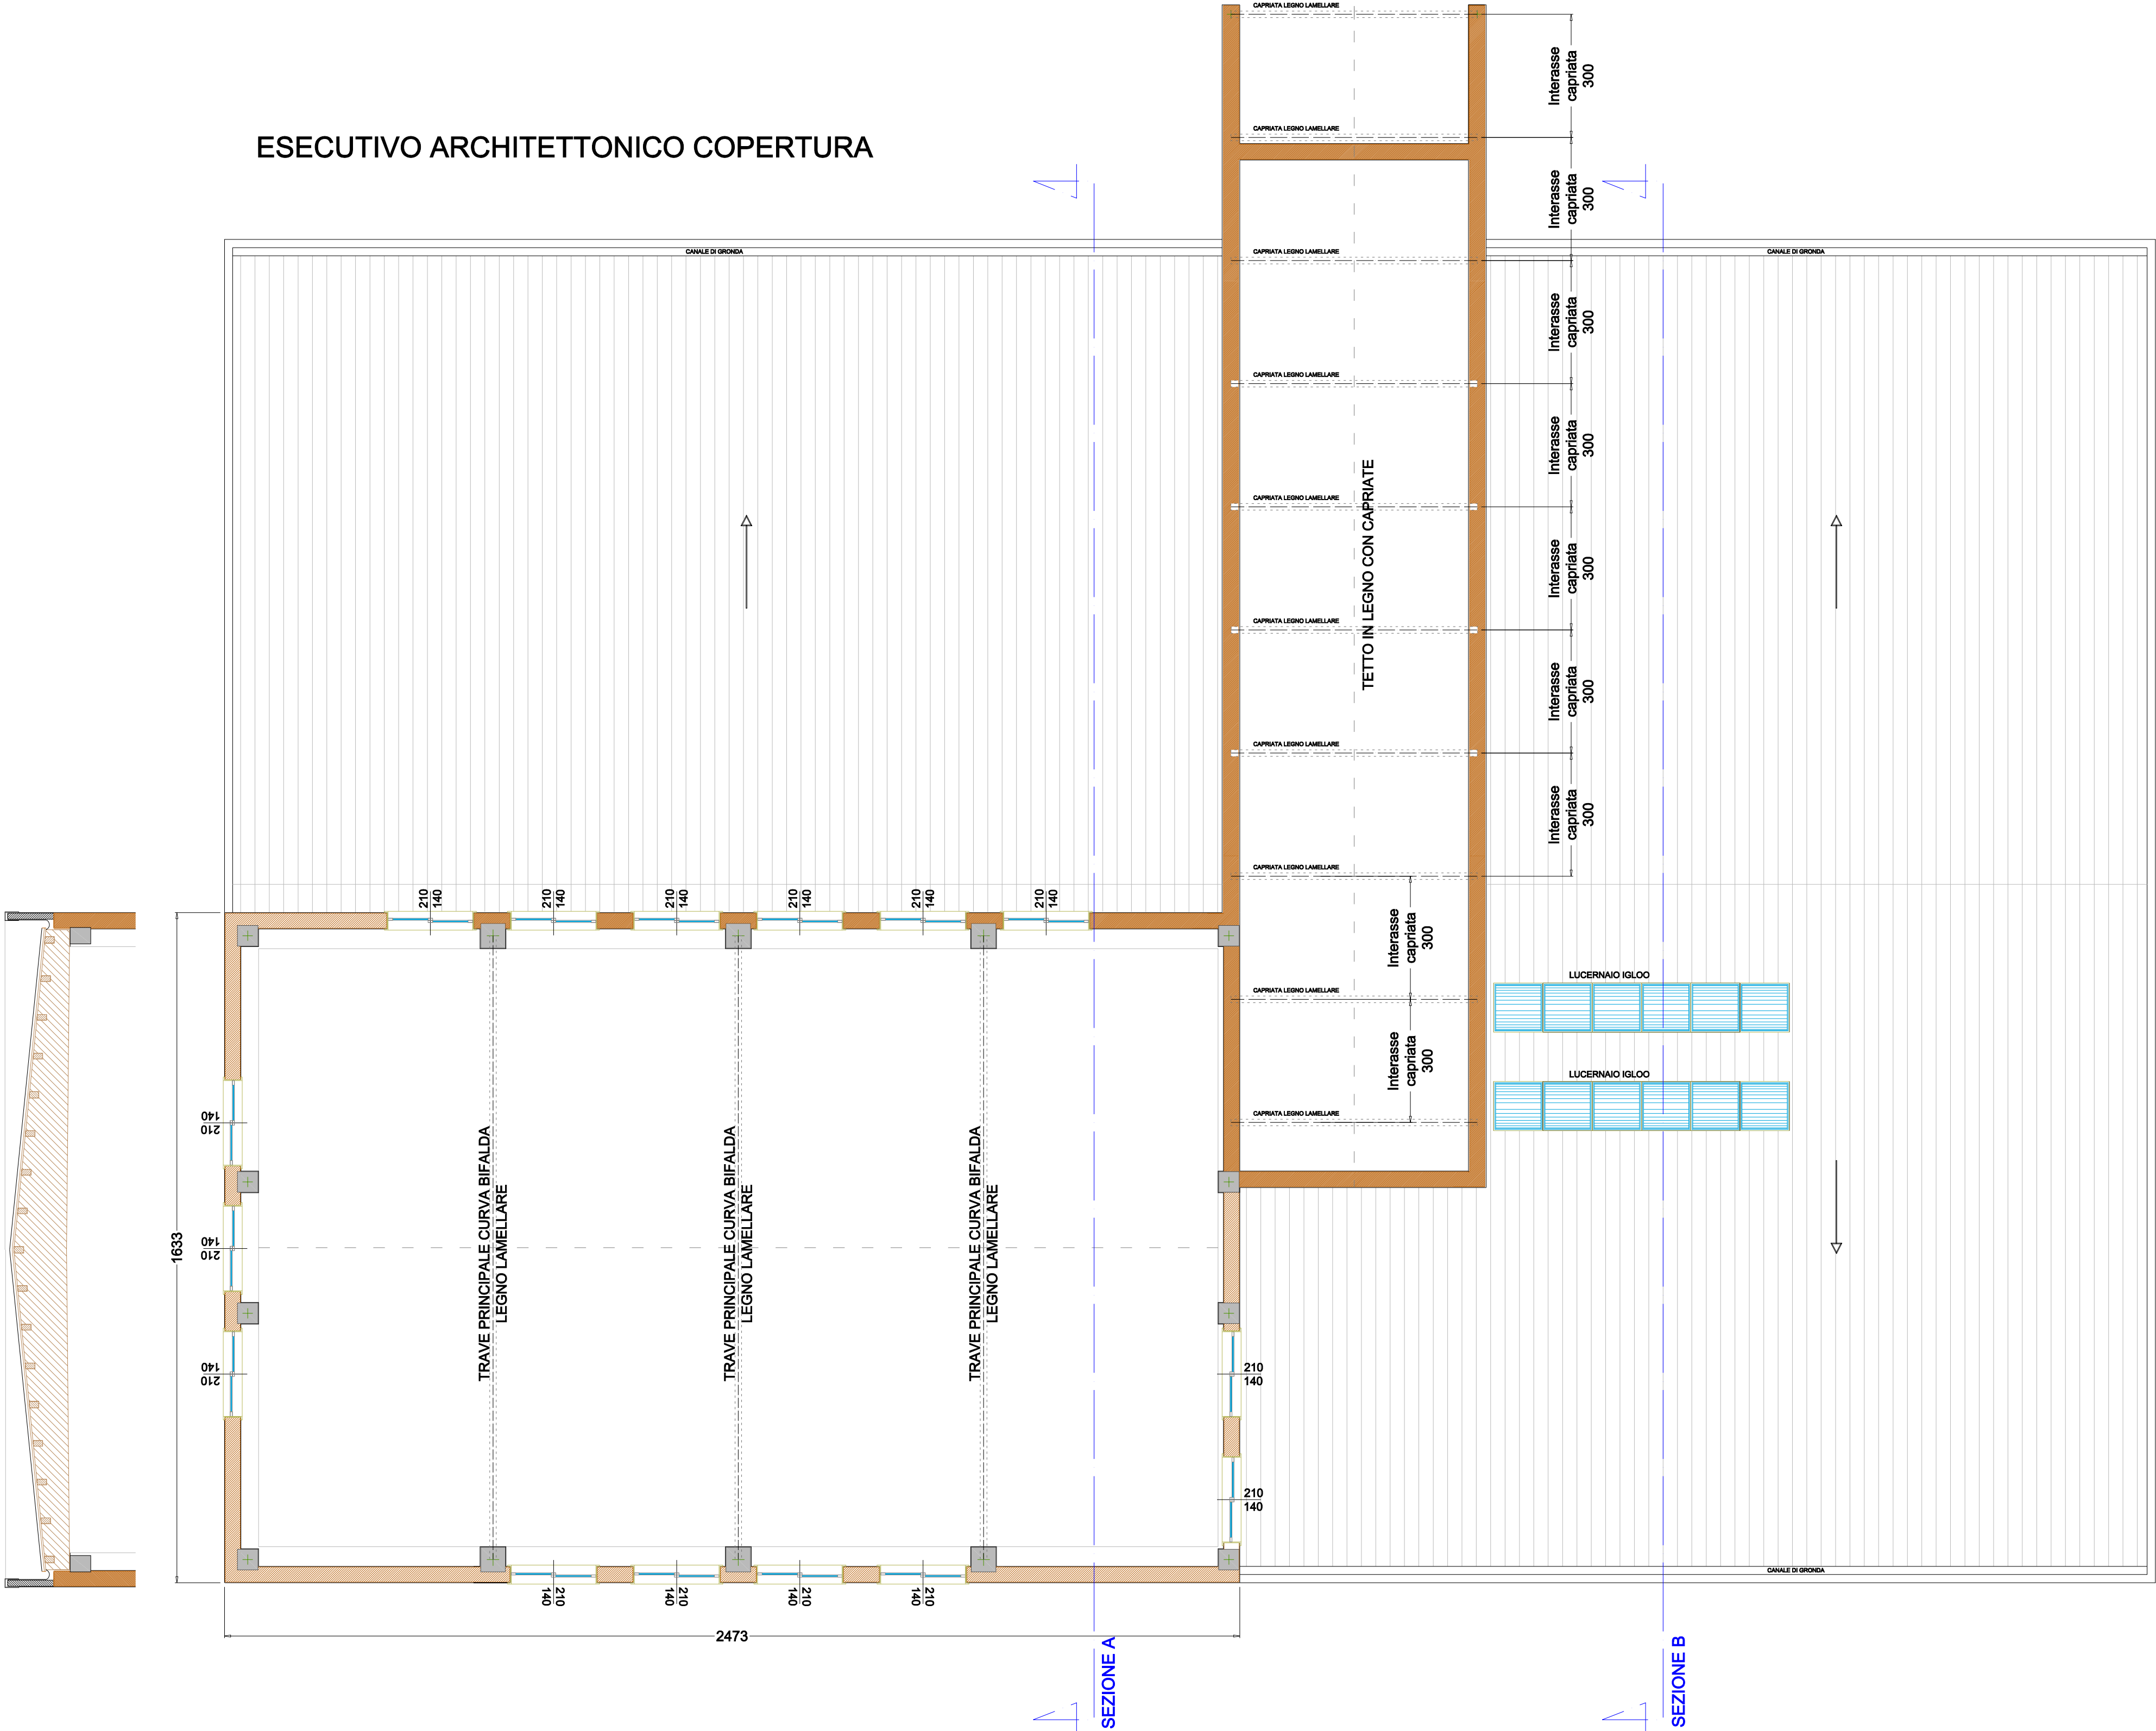 CAPRIATA LEGNO LAMELLARE
Interasse
capriata
300
CAPRIATA LEGNO LAMELLARE
ESECUTIVO ARCHITETTONICO COPERTURA
Interasse
capriata
300
CANALE DI GRONDA
CAPRIATA LEGNO LAMELLARE
CANALE DI GRONDA
Interasse
capriata
300
CAPRIATA LEGNO LAMELLARE
Interasse
capriata
300
CAPRIATA LEGNO LAMELLARE
TETTO IN LEGNO CON CAPRIATE
Interasse
capriata
300
CAPRIATA LEGNO LAMELLARE
Interasse
capriata
300
CAPRIATA LEGNO LAMELLARE
Interasse
capriata
300
CAPRIATA LEGNO LAMELLARE
210
140
210
140
210
140
210
140
210
140
210
140
Interasse
capriata
300
LUCERNAIO IGLOO
CAPRIATA LEGNO LAMELLARE
Interasse
capriata
300
LUCERNAIO IGLOO
CAPRIATA LEGNO LAMELLARE
140
210
140
210
140
210
1633
TRAVE PRINCIPALE CURVA BIFALDA
LEGNO LAMELLARE
TRAVE PRINCIPALE CURVA BIFALDA
LEGNO LAMELLARE
TRAVE PRINCIPALE CURVA BIFALDA
LEGNO LAMELLARE
210
140
210
140
CANALE DI GRONDA
210
140
210
140
210
140
210
140
2473
SEZIONE A
SEZIONE B